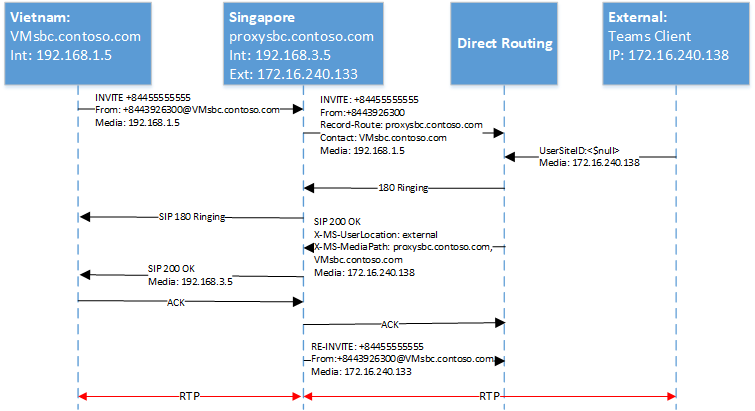 Vietnam:
VMsbc.contoso.com
Int: 192.168.1.5
Singapore
proxysbc.contoso.com
Int: 192.168.3.5
Ext: 172.16.240.133
Direct Routing
External:
Teams Client
IP: 172.16.240.138
INVITE +84455555555
From: +8443926300@VMsbc.contoso.com
Media: 192.168.1.5
INVITE: +84455555555
From:+8443926300
Record-Route: proxysbc.contoso.com
Contact: VMsbc.contoso.com
Media: 192.168.1.5
UserSiteID:<$null>
Media: 172.16.240.138
180 Ringing
SIP 180 Ringing
SIP 200 OK
X-MS-UserLocation: external
X-MS-MediaPath: proxysbc.contoso.com,
VMsbc.contoso.com
Media: 172.16.240.138
SIP 200 OK
Media: 192.168.3.5
ACK
ACK
RE-INVITE: +84455555555
From:+8443926300@VMsbc.contoso.com
Media: 172.16.240.133
RTP
RTP